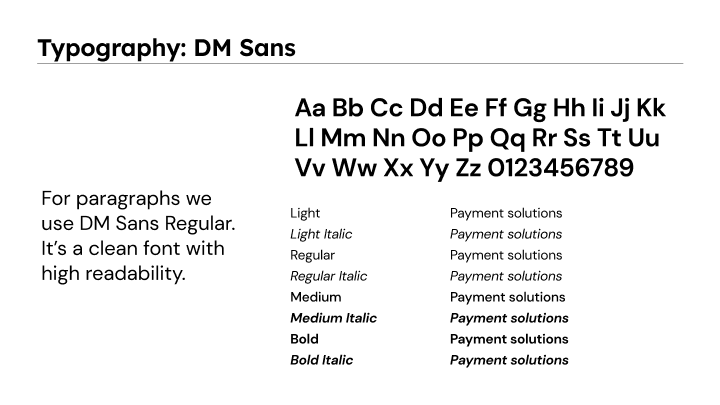 Typography: DM Sans
Aa Bb Cc Dd Ee Ff Gg Hh Ii Jj Kk
Ll Mm Nn Oo Pp Qq Rr Ss Tt Uu
Vv Ww Xx Yy Zz 0123456789
For paragraphs we
use DM Sans Regular.
It’s a clean font with
high readability.
Light Payment solutions
Light Italic Payment solutions
Regular Payment solutions
Regular Italic Payment solutions
Medium Payment solutions
Medium Italic Payment solutions
Bold Payment solutions
Bold Italic Payment solutions